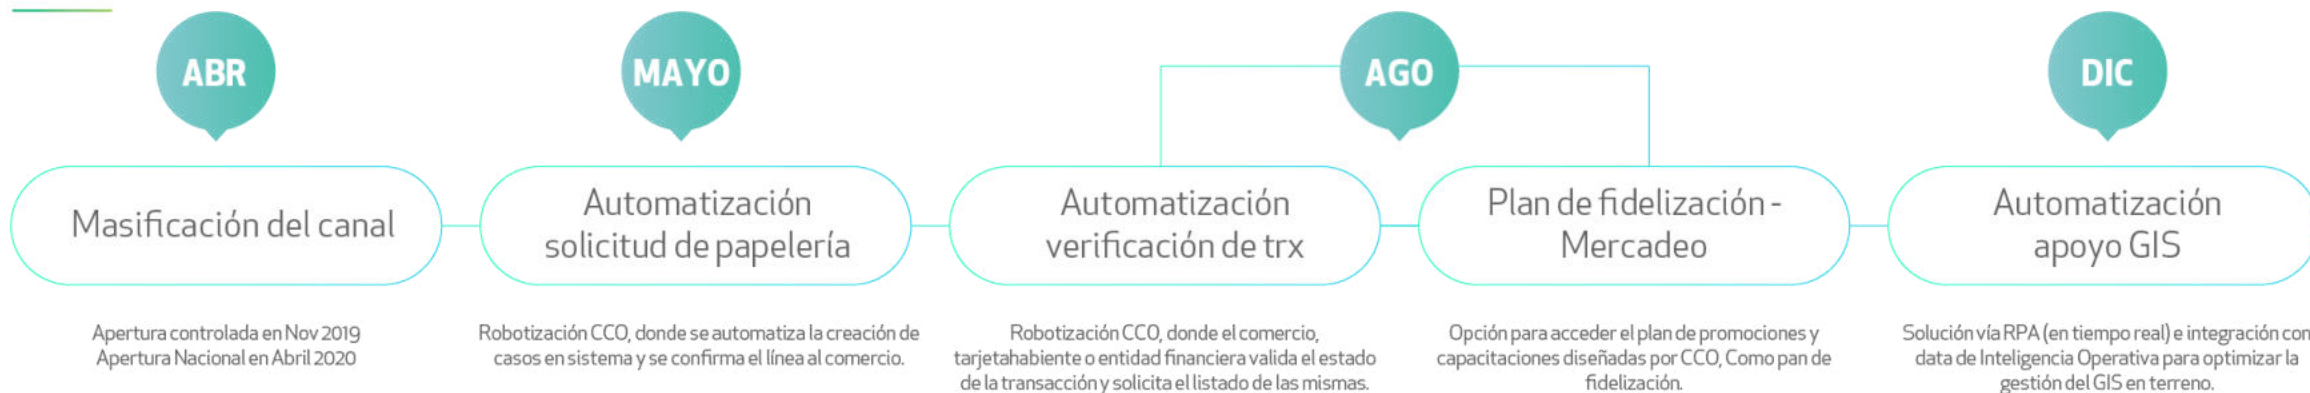 ABR
MAYO
AGO
DIC
Masificación del canal
Automatización
solicitud de papelería
Automatización
verificación de trx
Plan de fidelización -
Mercadeo
Automatización
apoyo GIS
Apertura controlada en Nov 2019
Apertura Nacional en Abril 2020
Robotización CCO, donde se automatiza la creación de
casos en sistema y se confirma el línea al comercio.
Robotización CCO, donde el comercio,
tarjetahabiente o entidad financiera valida el estado
de la transacción y solicita el listado de las mismas.
Opción para acceder el plan de promociones y
capacitaciones diseñadas por CCO, Como pan de
fidelización.
Solución vía RPA (en tiempo real) e integración con
data de Inteligencia Operativa para optimizar la
gestión del GIS en terreno.